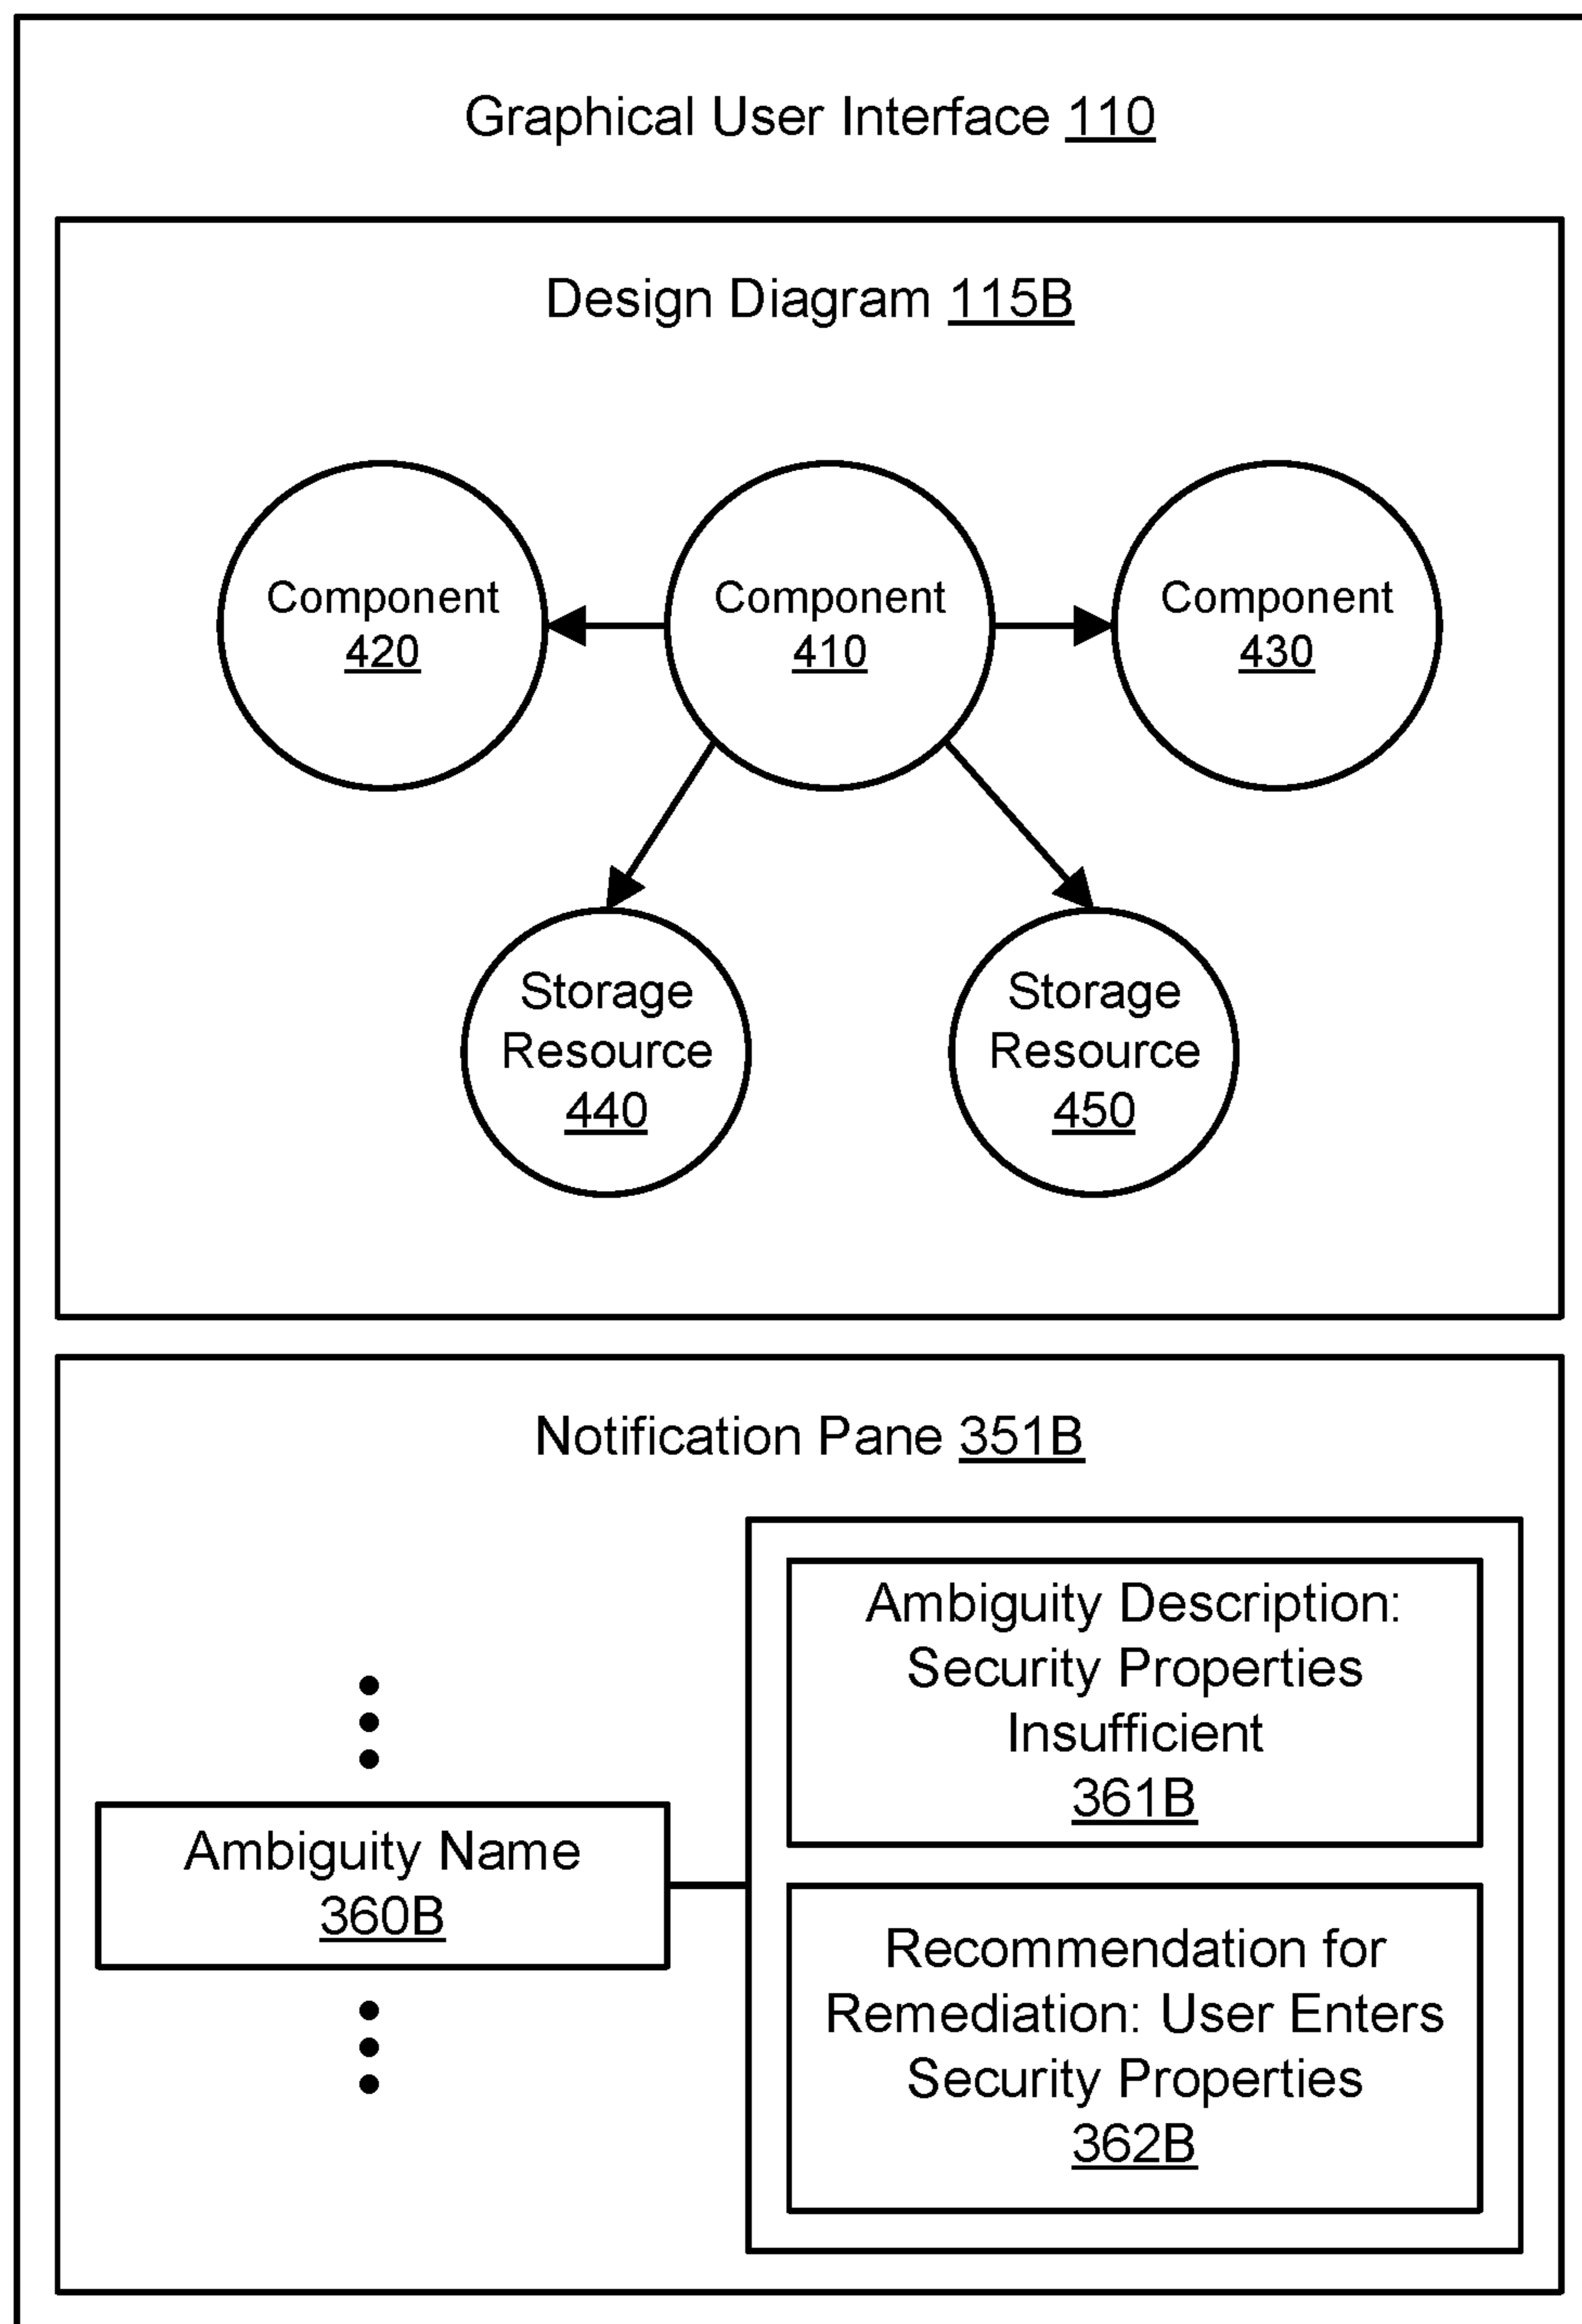 Graphical User Interface 110
Design Diagram 115B
Component
420
Component
410
Component
430
Storage
Resource
440
Storage
Resource
450
Notification Pane 351B
Ambiguity Name
360B
Ambiguity Description:
Security Properties
Insufficient
361B
Recommendation for
Remediation: User Enters
Security Properties
362B